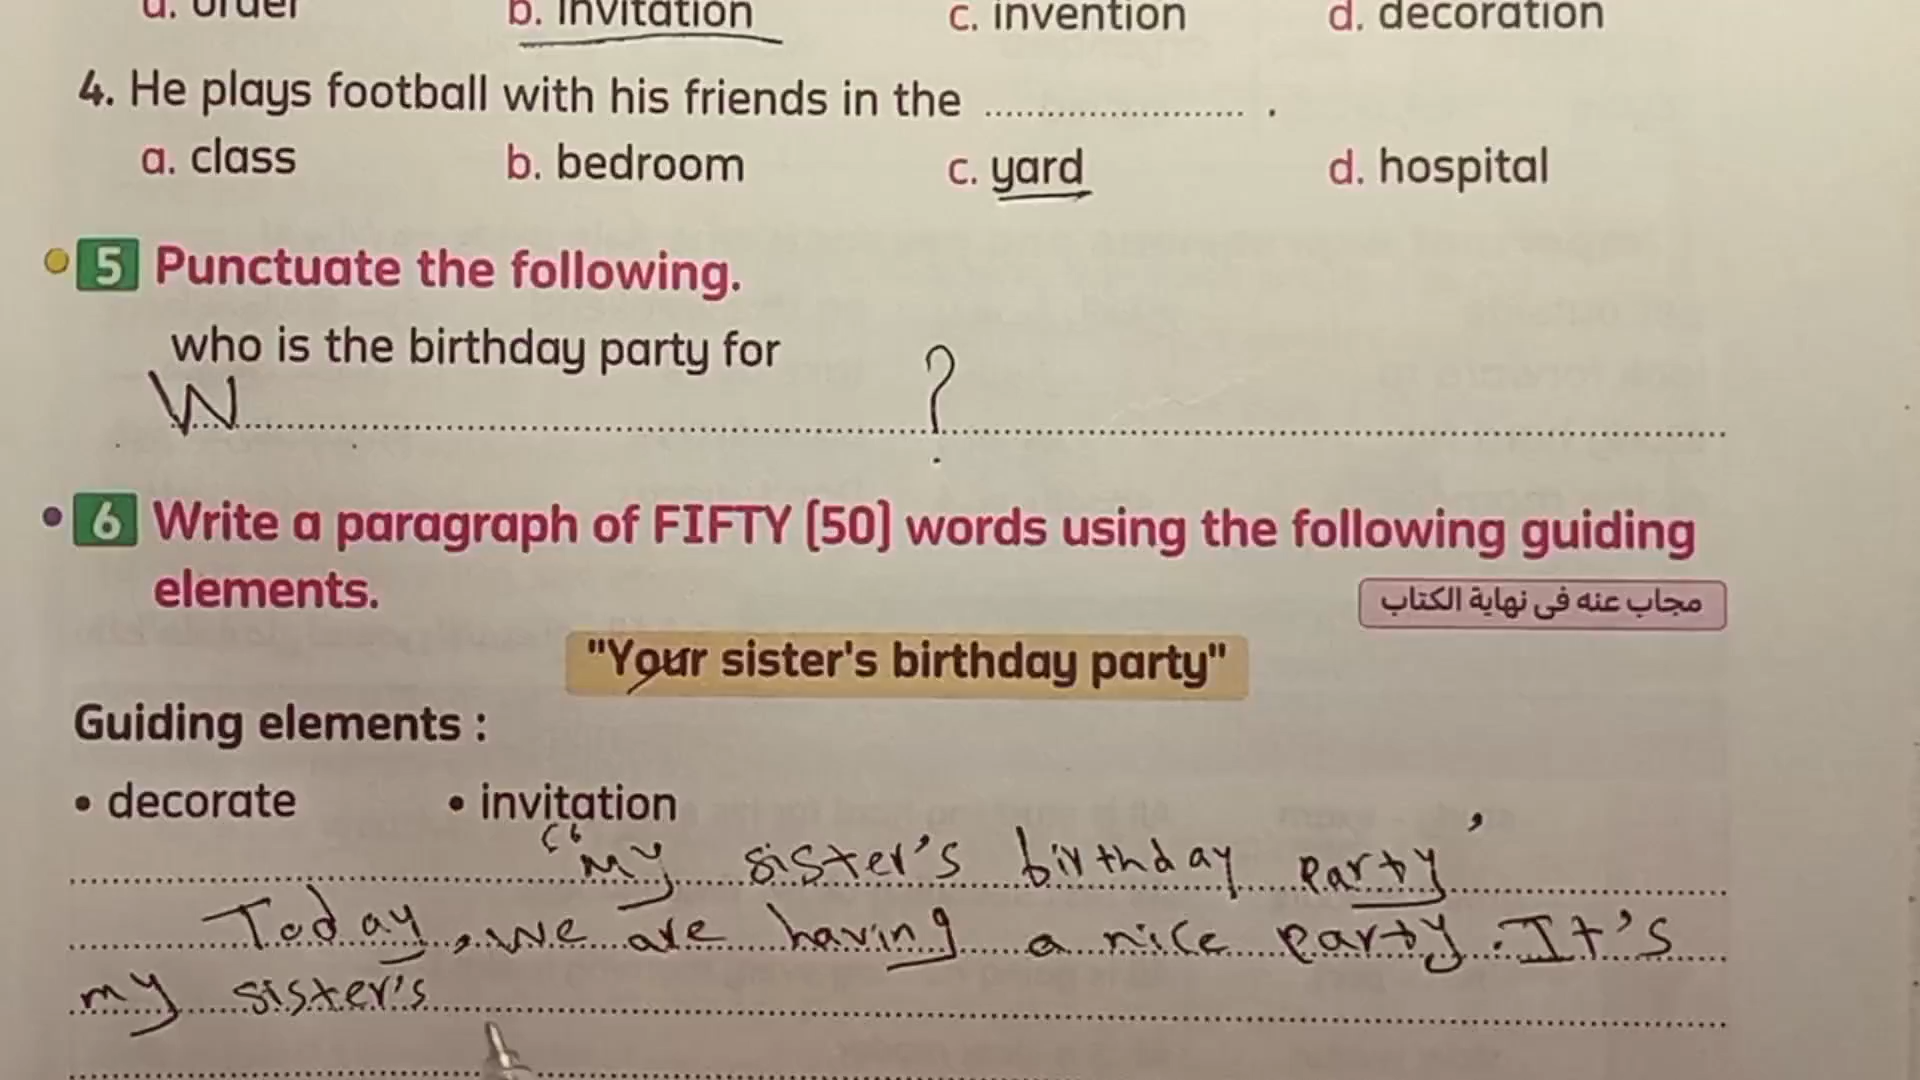 a. order b. invitation c. invention d. decoration
4. He plays football with his friends in the ........................ .
a. class b. bedroom c. yard d. hospital
5 Punctuate the following.
who is the birthday party for
W ?
6 Write a paragraph of FIFTY (50) words using the following guiding
elements.
مجاب عنه فى نهاية الكتاب
"Your sister's birthday party"
Guiding elements :
• decorate • invitation
“My sister's birthday party’
Today, we are having a nice party. It's
my sister's